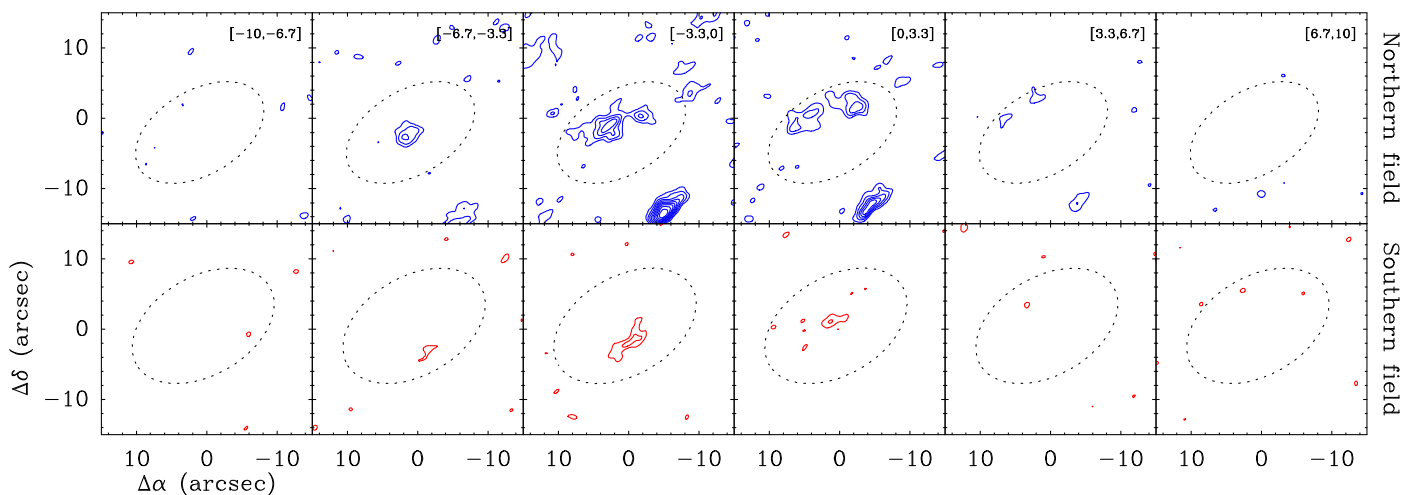 [−10,−6.7] [−6.7,−3.3] [−3.3,0] [0,3.3] [3.3,6.7] [6.7,10]
10
0
−10
Northern field
10
0
−10
Southern field
Δδ (arcsec)
10 0 −10 10 0 −10 10 0 −10 10 0 −10 10 0 −10 10 0 −10
Δα (arcsec)